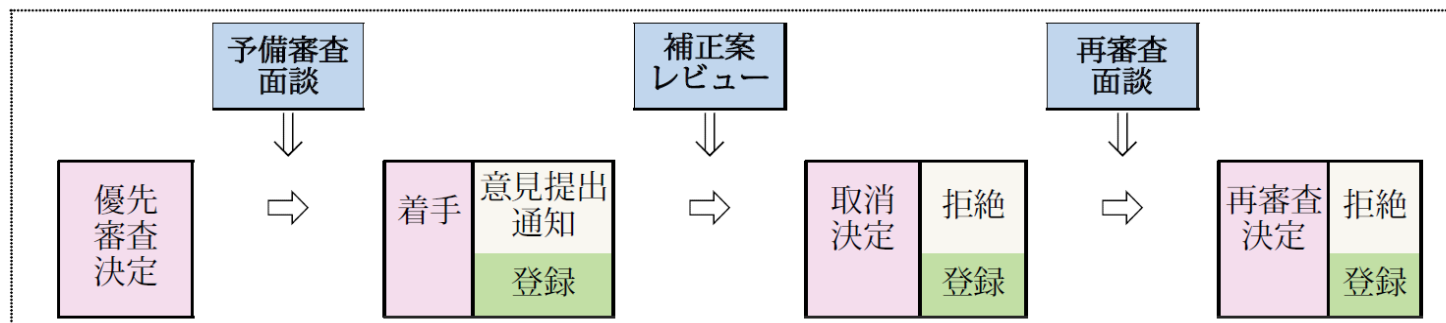 予備審査
面談
補正案
レビュー
再審査
面談
優先
審査
決定
着手
意見提出
通知
登録
取消
決定
拒絶
登録
再審査
決定
拒絶
登録